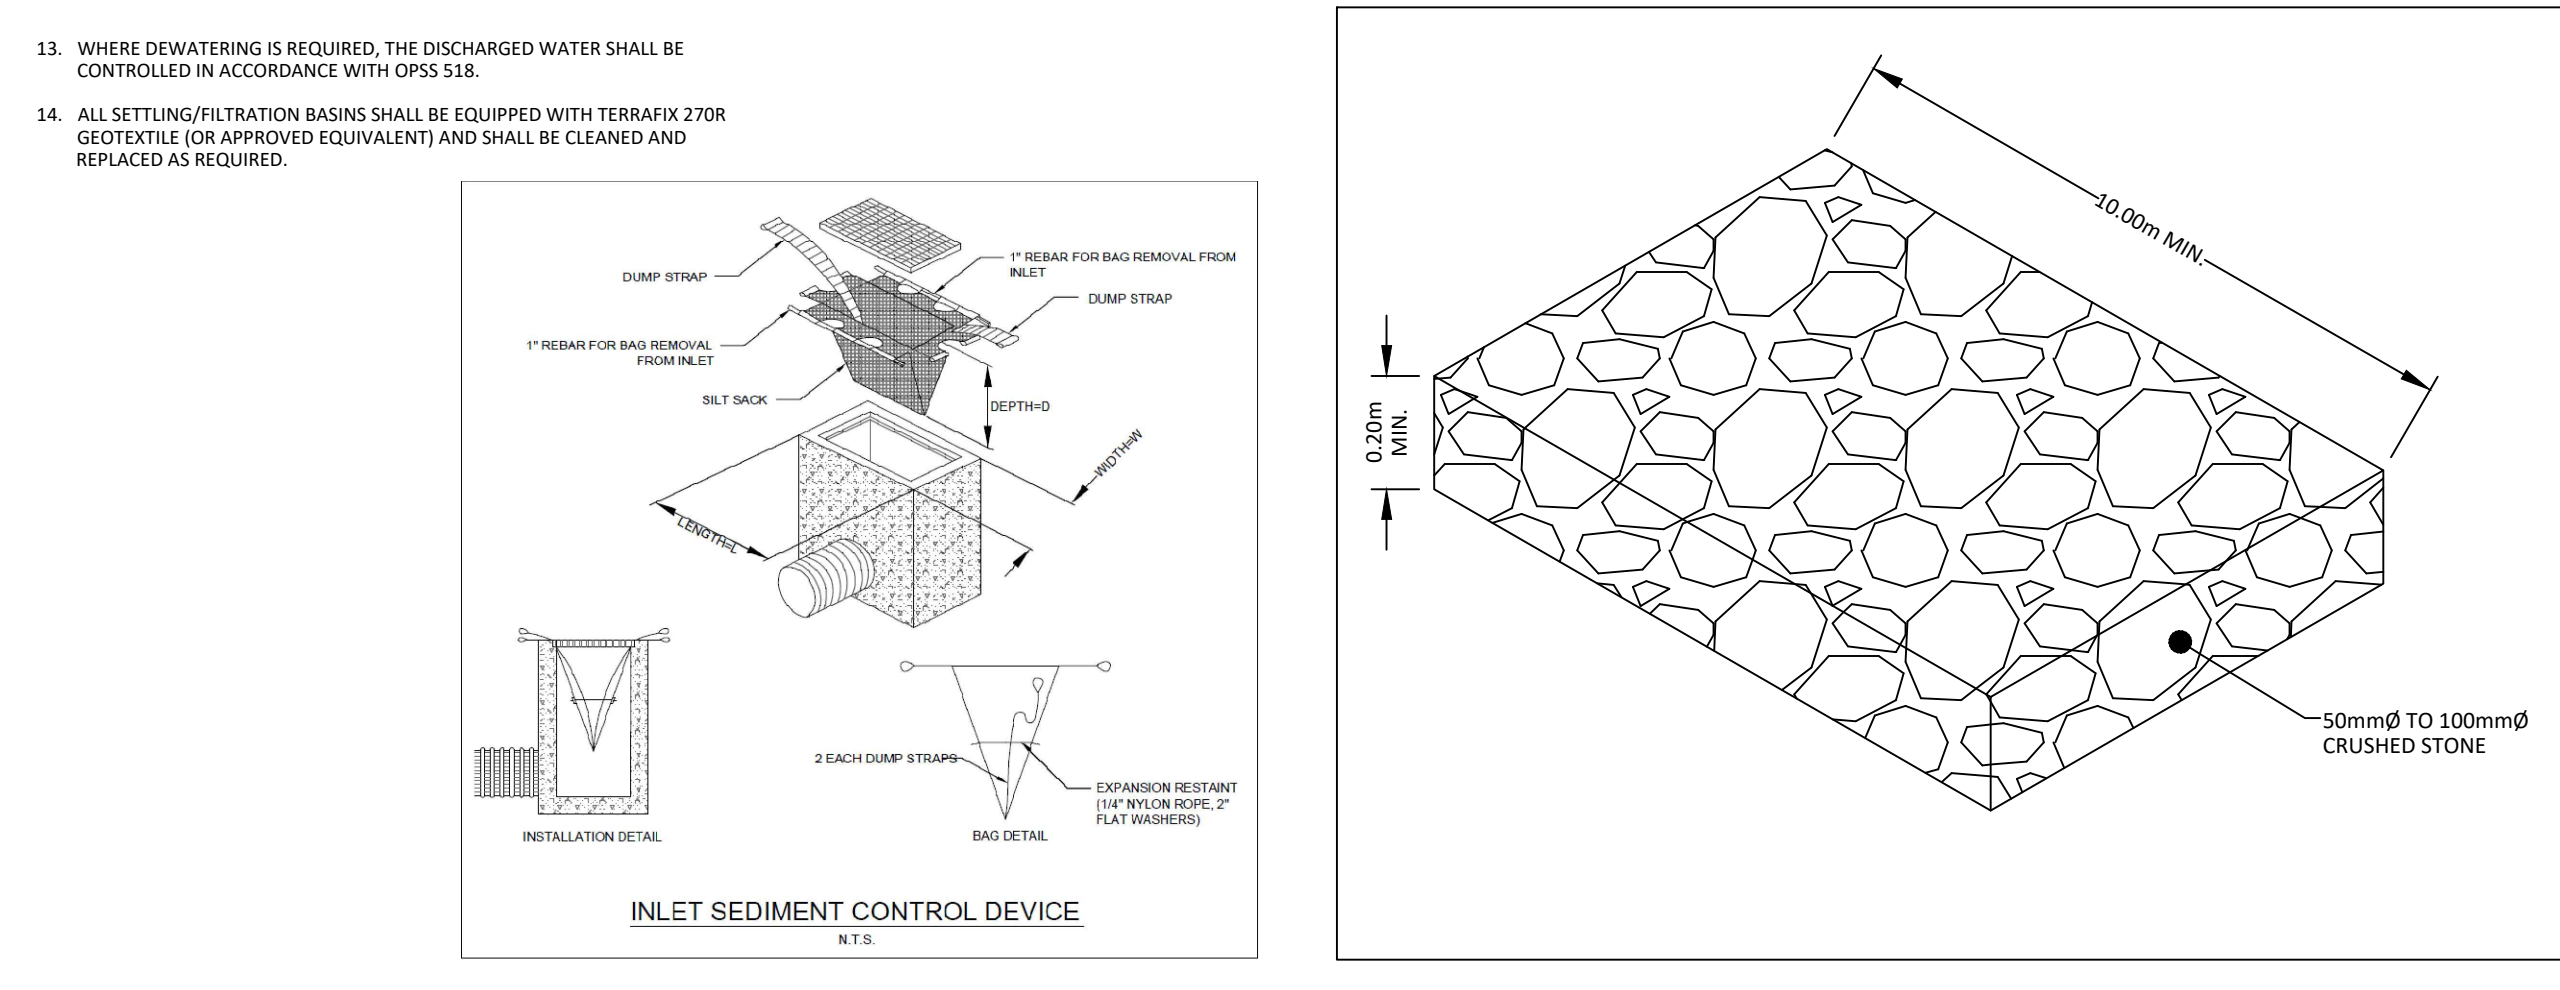 13. WHERE DEWATERING IS REQUIRED, THE DISCHARGED WATER SHALL BE
CONTROLLED IN ACCORDANCE WITH OPSS 518.
14. ALL SETTLING/FILTRATION BASINS SHALL BE EQUIPPED WITH TERRAFIX 270R
GEOTEXTILE (OR APPROVED EQUIVALENT) AND SHALL BE CLEANED AND
REPLACED AS REQUIRED.
DUMP STRAP
1" REBAR FOR BAG REMOVAL FROM
INLET
DUMP STRAP
1" REBAR FOR BAG REMOVAL
FROM INLET
SILT SACK
DEPTH=D
WIDTH=W
LENGTH=L
2 EACH DUMP STRAPS
EXPANSION RESTAINT
(1/4" NYLON ROPE, 2"
FLAT WASHERS)
INSTALLATION DETAIL
BAG DETAIL
INLET SEDIMENT CONTROL DEVICE
N.T.S.
10.00m MIN.
0.20m
MIN.
50mmØ TO 100mmØ
CRUSHED STONE